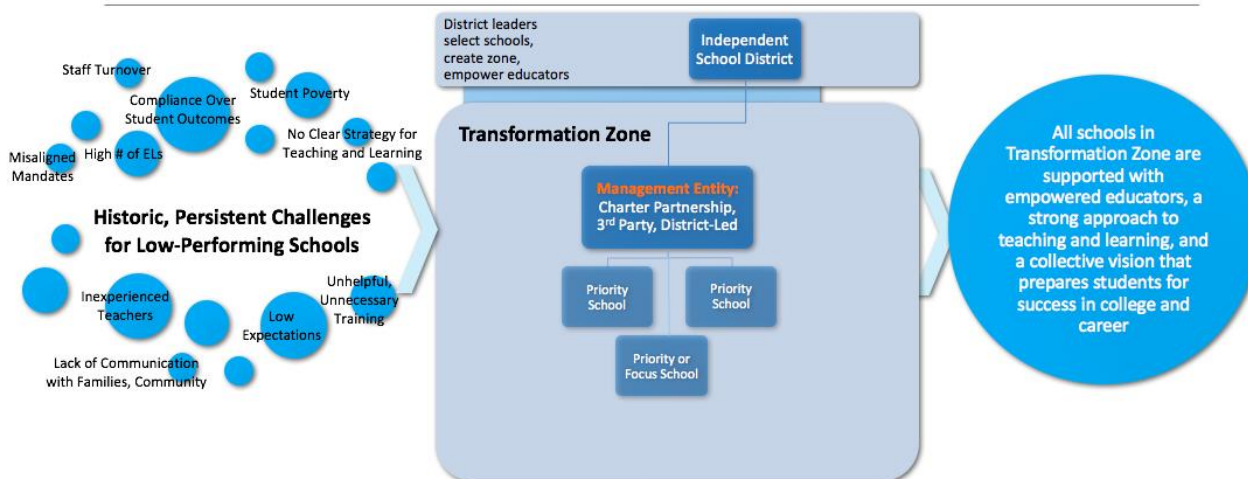 Staff Turnover
Compliance Over
Student Outcomes
Student Poverty
No Clear Strategy for
Teaching and Learning
High # of ELs
Misaligned
Mandates
Historic, Persistent Challenges
for Low-Performing Schools
Inexperienced
Teachers
Low
Expectations
Unhelpful,
Unnecessary
Training
Lack of Communication
with Families, Community
District leaders
select schools,
create zone,
empower educators
Independent
School District
Transformation Zone
Management Entity:
Charter Partnership,
3rd Party, District-Led
Priority
School
Priority
School
Priority or
Focus School
All schools in
Transformation Zone are
supported with
empowered educators, a
strong approach to
teaching and learning, and
a collective vision that
prepares students for
success in college and
career